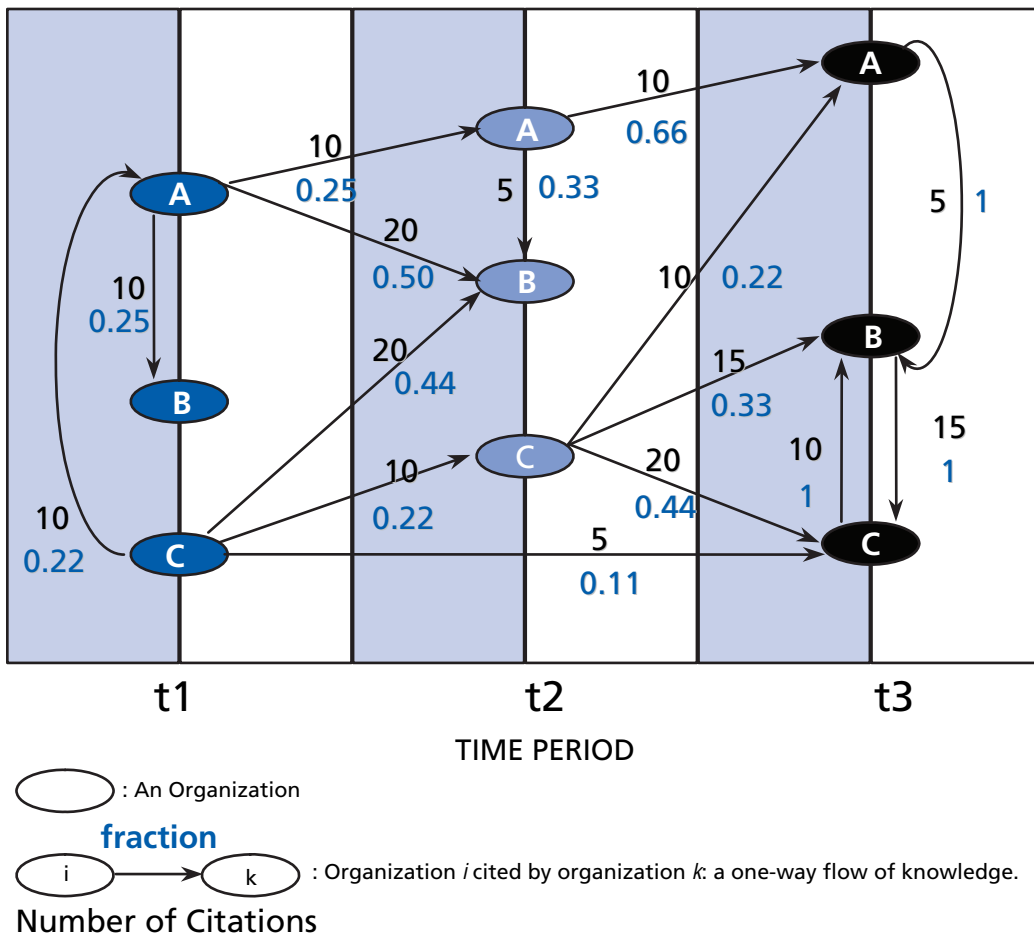 A
10
A
10
0.66
10
0.25
5
0.33
A
5
1
20
0.50
B
10
0.22
10
0.25
20
0.44
B
15
0.33
B
C
20
0.44
10
1
15
1
10
0.22
C
10
0.22
5
0.11
C
t1
t2
t3
TIME PERIOD
: An Organization
fraction
i
k
: Organization i cited by organization k: a one-way flow of knowledge.
Number of Citations